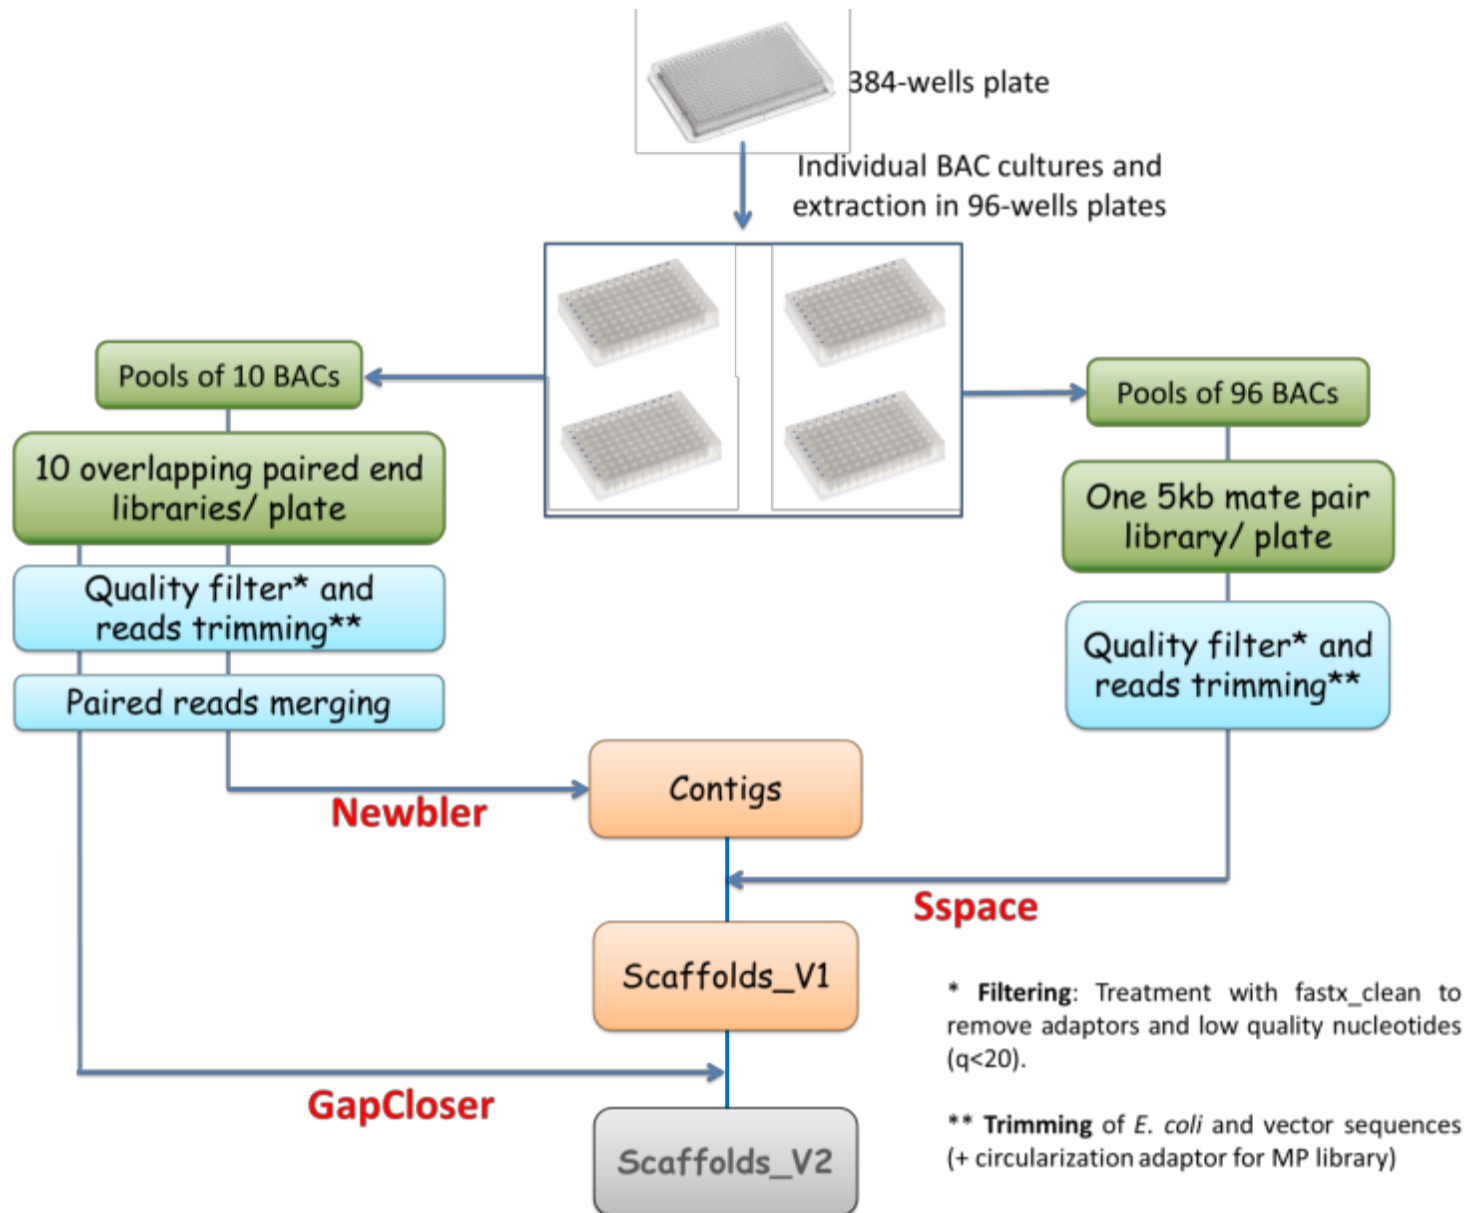 384-wells plate
Individual BAC cultures and
extraction in 96-wells plates
Pools of 10 BACs
Pools of 96 BACs
10 overlapping paired end
libraries/ plate
One 5kb mate pair
library/ plate
Quality filter* and
reads trimming**
Quality filter* and
reads trimming**
Paired reads merging
Contigs
Newbler
Sspace
Scaffolds_V1
* Filtering: Treatment with fastx_clean to
remove adaptors and low quality nucleotides
(q<20).
GapCloser
** Trimming of E. coli and vector sequences
(+ circularization adaptor for MP library)
Scaffolds_V2